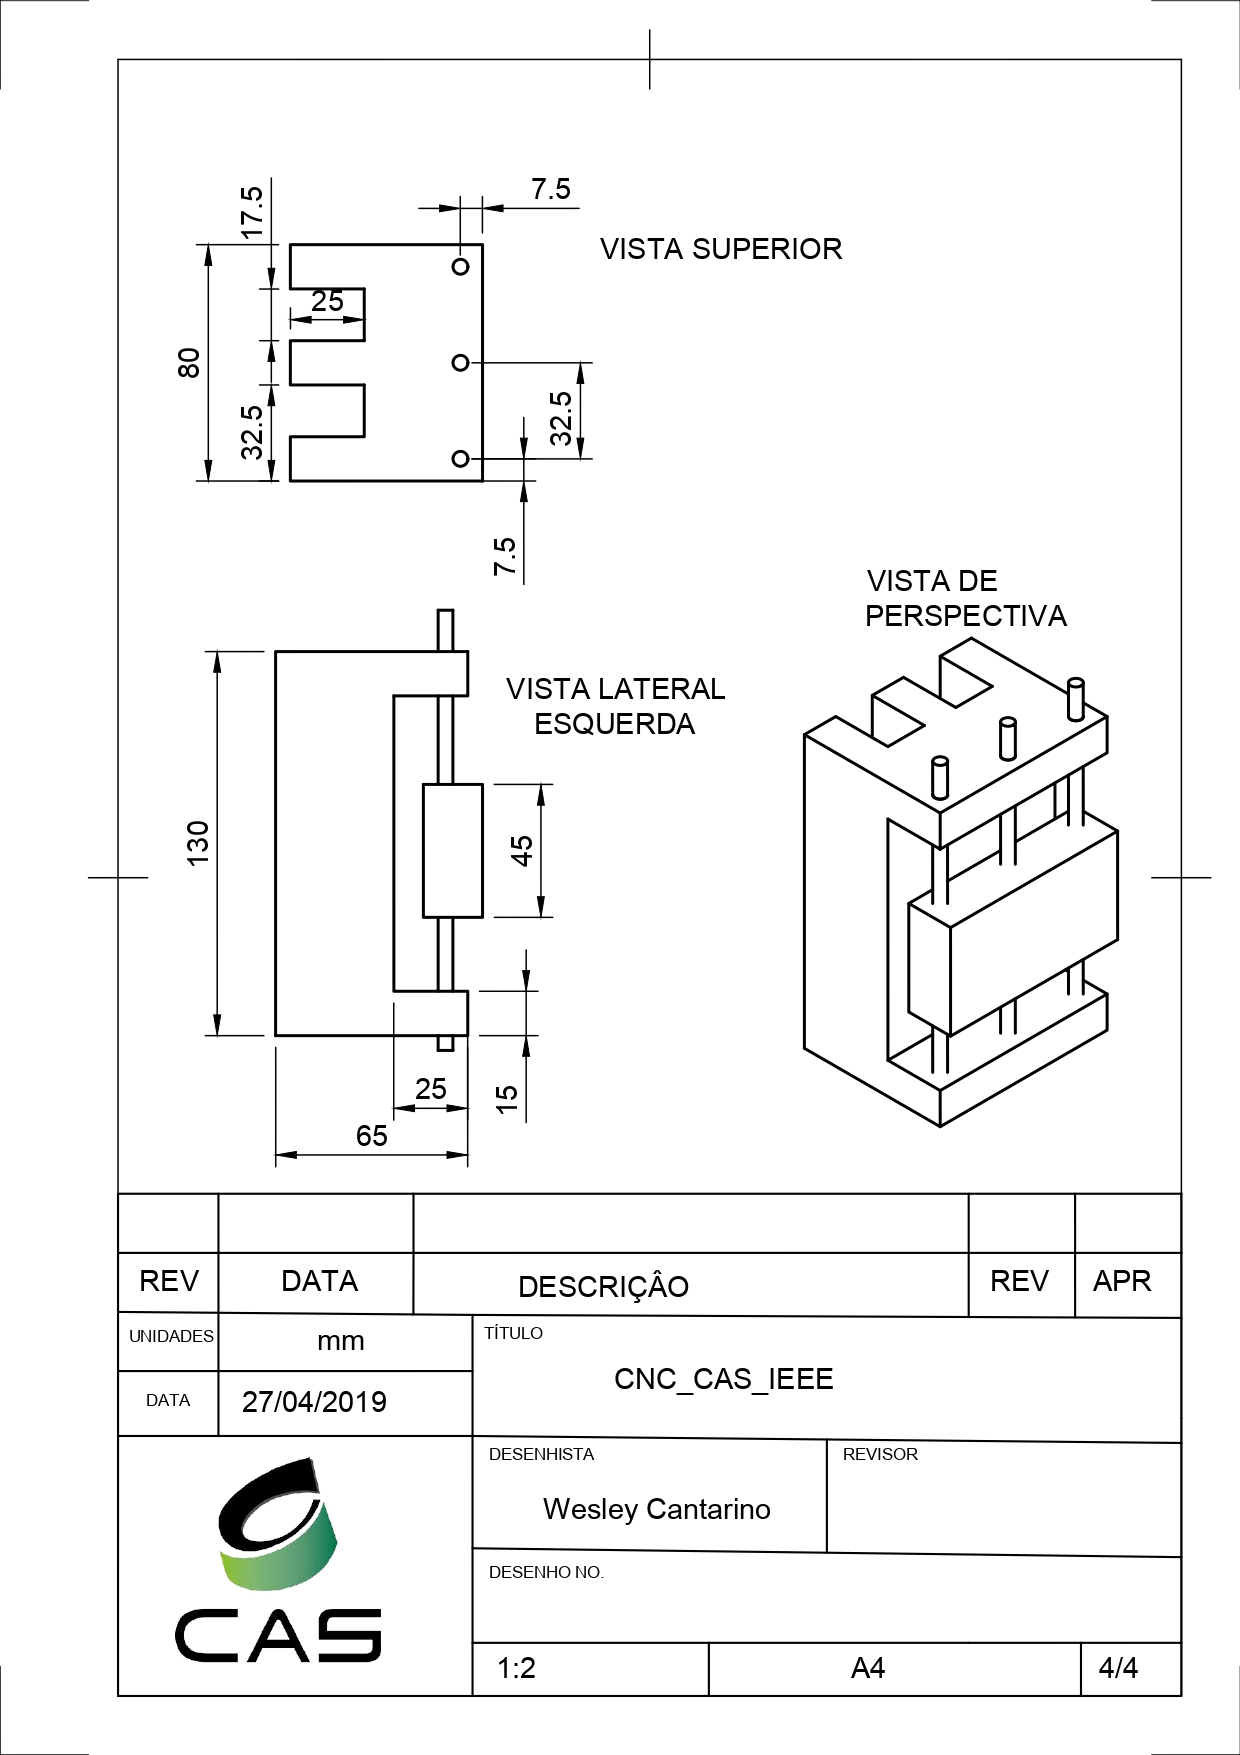 7.5
17.5
VISTA SUPERIOR
25
80
32.5
32.5
7.5
VISTA DE
PERSPECTIVA
VISTA LATERAL
ESQUERDA
130
45
25
15
65
REV
DATA
DESCRIÇÂO
REV
APR
UNIDADES
mm
TÍTULO
CNC_CAS_IEEE
DATA
27/04/2019
DESENHISTA
REVISOR
Wesley Cantarino
DESENHO NO.
CAS
1:2
A4
4/4